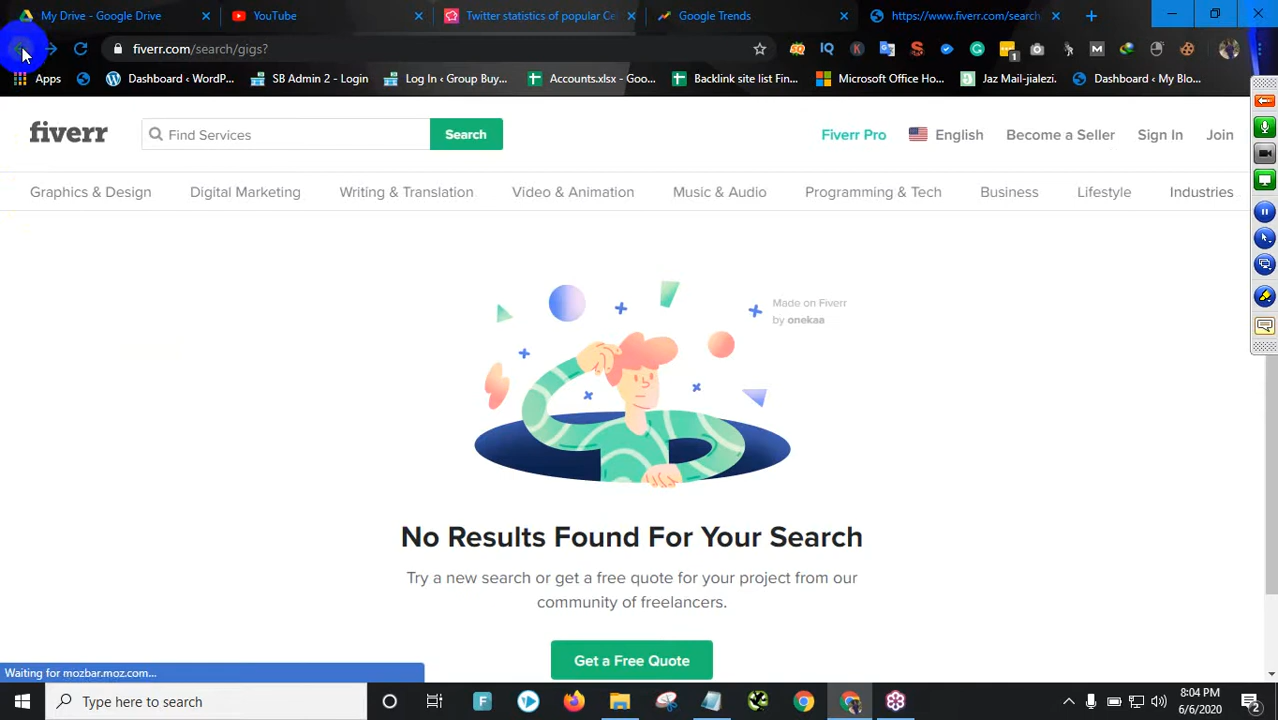 My Drive - Google Drive
YouTube
Twitter statistics of popular Ce
Google Trends
https://www.fiverr.com/search
fiverr.com/search/gigs?
Apps
Dashboard ‹ WordP...
SB Admin 2 - Login
Log In ‹ Group Buy...
Accounts.xlsx - Goo...
Backlink site list Fin...
Microsoft Office Ho...
Jaz Mail-jialezi.
Dashboard ‹ My Blo...
fiverr
Find Services
Search
Fiverr Pro
English
Become a Seller
Sign In
Join
Graphics & Design
Digital Marketing
Writing & Translation
Video & Animation
Music & Audio
Programming & Tech
Business
Lifestyle
Industries
Made on Fiverr
by onekaa
No Results Found For Your Search
Try a new search or get a free quote for your project from our
community of freelancers.
Get a Free Quote
Waiting for mozbar.moz.com...
Type here to search
8:04 PM
6/6/2020